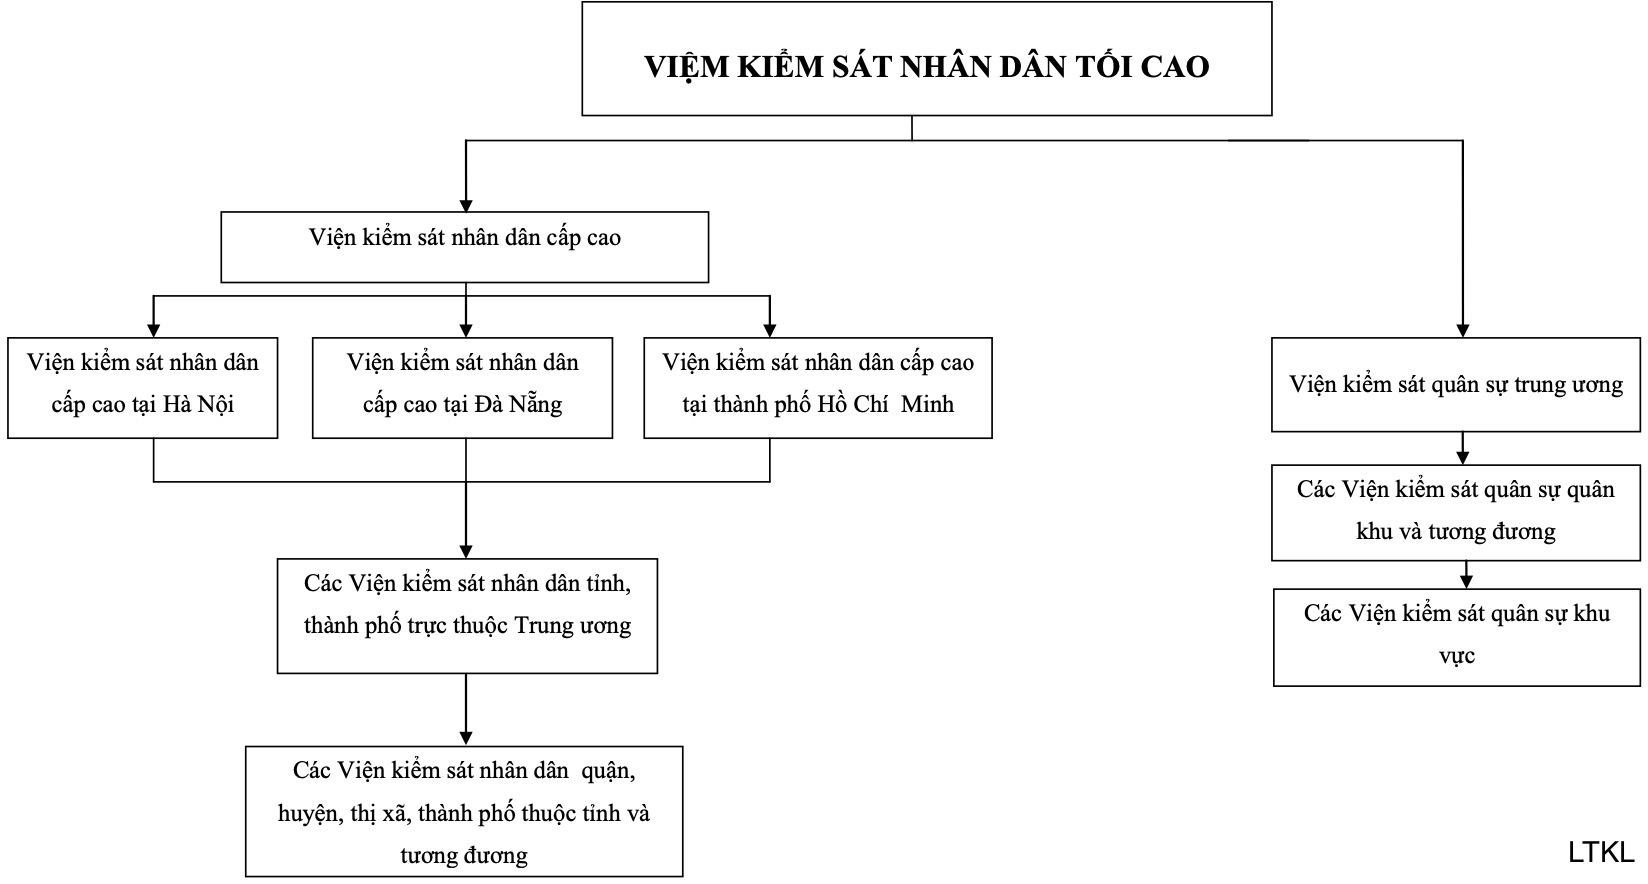 VIỆM KIỂM SÁT NHÂN DÂN TỐI CAO
Viện kiểm sát nhân dân cấp cao
Viện kiểm sát nhân dân
cấp cao tại Hà Nội
Viện kiểm sát nhân dân
cấp cao tại Đà Nẵng
Viện kiểm sát nhân dân cấp cao
tại thành phố Hồ Chí Minh
Viện kiểm sát quân sự trung ương
Các Viện kiểm sát quân sự quân
khu và tương đương
Các Viện kiểm sát quân sự khu
vực
Các Viện kiểm sát nhân dân tỉnh,
thành phố trực thuộc Trung ương
Các Viện kiểm sát nhân dân quận,
huyện, thị xã, thành phố thuộc tỉnh và
tương đương
LTKL